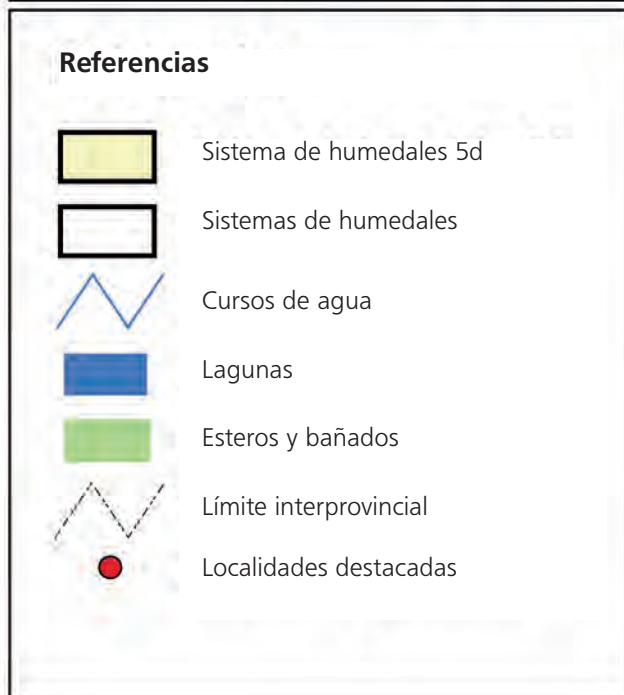 Referencias
Sistema de humedales 5d
Sistemas de humedales
Cursos de agua
Lagunas
Esteros y bañados
Límite interprovincial
Localidades destacadas